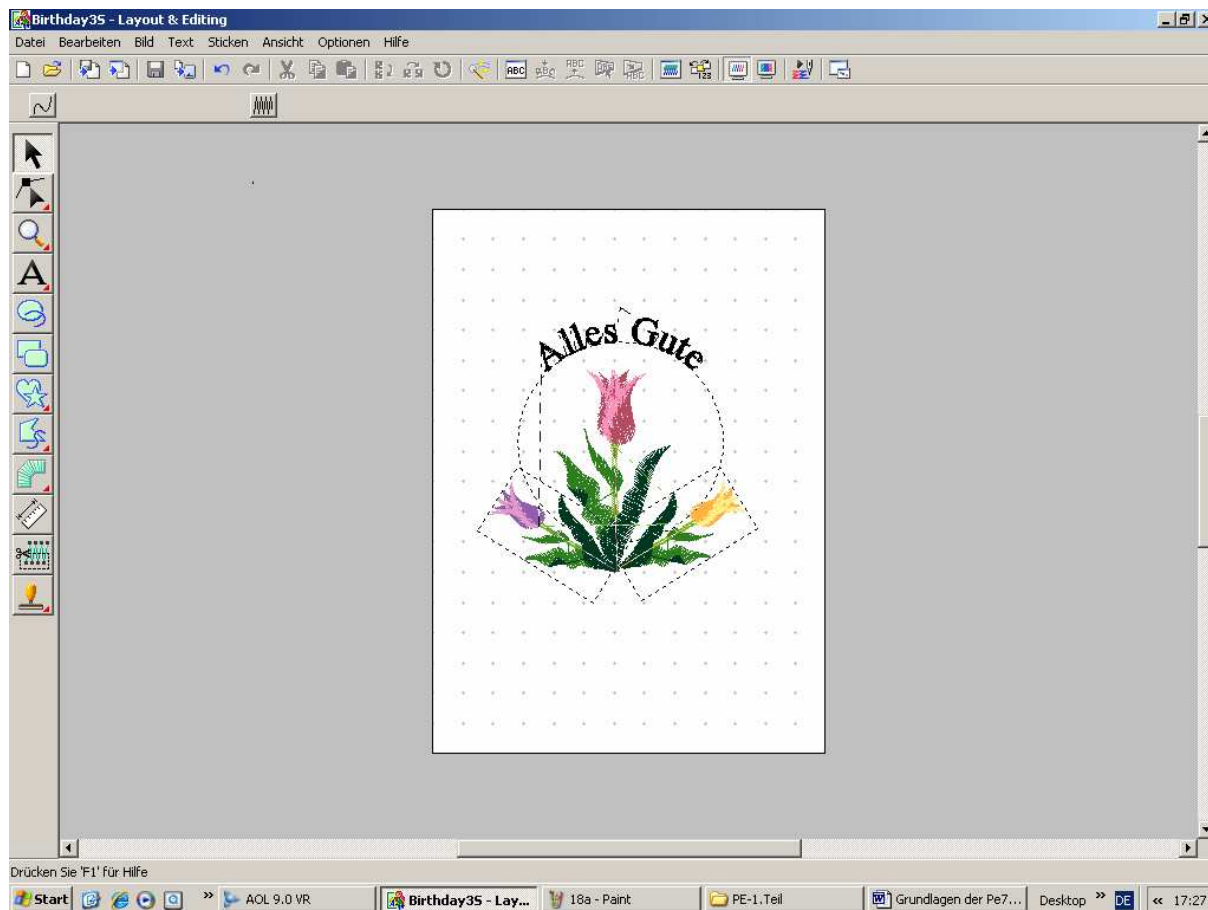 Birthday35 - Layout & Editing
Datei Bearbeiten Bild Text Sticken Ansicht Optionen Hilfe
ABC
Alles Gute
Drücken Sie 'F1' für Hilfe
Start » AOL 9.0 VR Birthday35 - Lay... 18a - Paint PE-1.Teil Grundlagen der Pe7... Desktop » DE « 17:27